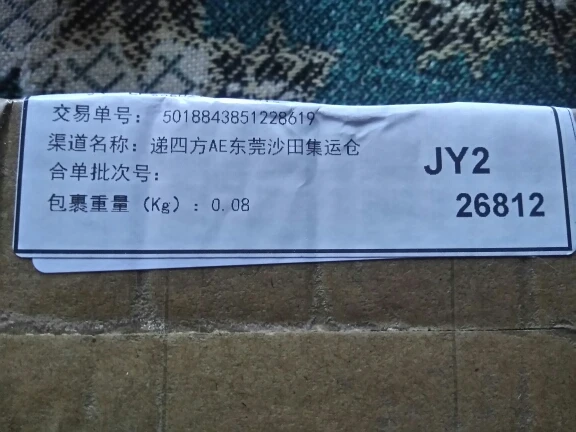 交易单号： 5018843851228619
渠道名称： 递四方AE东莞沙田集运仓
合单批次号：
JY2
包裹重量（Kg）：0.08
26812